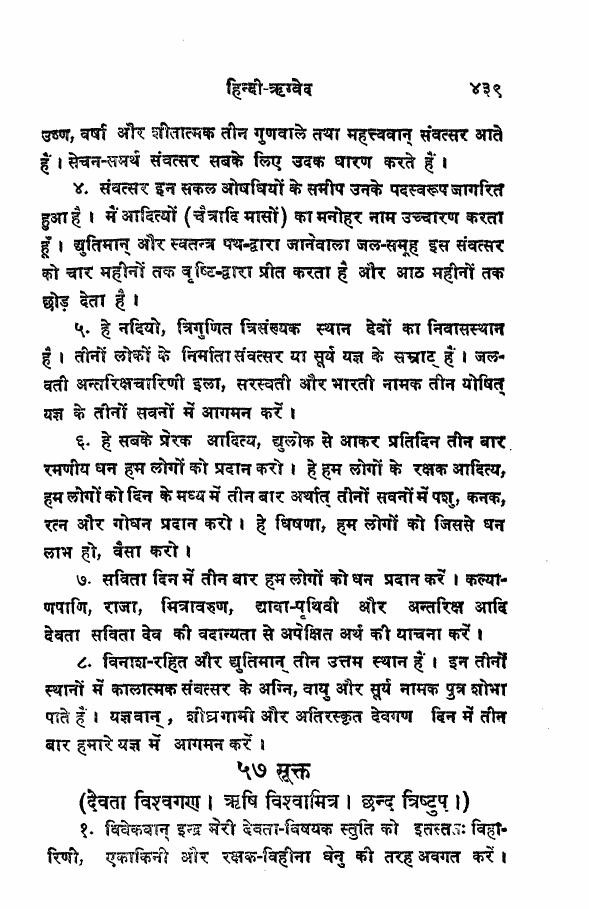 हिन्दी-ऋग्वेद ४३९
उष्ण, वर्षा और शीतात्मक तीन गुणवाले तथा महत्त्ववान् संवत्सर आते
हैं। सेचन-समर्थ संवत्सर सबके लिए उदक धारण करते हैं।
४. संवत्सर इन सकल ओषधियों के समीप उनके पदस्वरूप जागरित
हुआ है। मैं आदित्यों (चैत्रादि मासों) का मनोहर नाम उच्चारण करता
हूँ। द्युतिमान् और स्वतन्त्र पथ-द्वारा जानेवाला जल-समूह इस संवत्सर
को चार महीनों तक वृष्टि-द्वारा प्रीत करता है और आठ महीनों तक
छोड़ देता है।
५. हे नदियो, त्रिगुणित त्रिसंख्यक स्थान देवों का निवासस्थान
है। तीनों लोकों के निर्माता संवत्सर या सूर्य यज्ञ के सम्राट् हैं। जल-
वती अन्तरिक्षचारिणी इला, सरस्वती और भारती नामक तीन योषित्
यज्ञ के तीनों सवनों में आगमन करें।
६. हे सबके प्रेरक आदित्य, द्युलोक से आकर प्रतिदिन तीन बार
रमणीय धन हम लोगों को प्रदान करो। हे हम लोगों के रक्षक आदित्य,
हम लोगों को दिन के मध्य में तीन बार अर्थात् तीनों सवनों में पशु, कनक,
रत्न और गोधन प्रदान करो। हे धिषणा, हम लोगों को जिससे धन
लाभ हो, वैसा करो।
७. सविता दिन में तीन बार हम लोगों को धन प्रदान करें। कल्या-
णपाणि, राजा, मित्रावरुण, द्यावा-पृथिवी और अन्तरिक्ष आदि
देवता सविता देव की वदान्यता से अपेक्षित अर्थ की याचना करें।
८. विनाश-रहित और द्युतिमान् तीन उत्तम स्थान हैं। इन तीनों
स्थानों में कालात्मक संवत्सर के अग्नि, वायु और सूर्य नामक पुत्र शोभा
पाते हैं। यज्ञवान्, शीघ्रगामी और अतिरस्कृत देवगण दिन में तीन
बार हमारे यज्ञ में आगमन करें।
५७ सूक्त
(देवता विश्वगण। ऋषि विश्वामित्र। छन्द त्रिष्टुप्।)
१. विवेकवान् इन्द्र मेरी देवता-विषयक स्तुति को इतस्ततः विहा-
रिणी, एकाकिनी और रक्षक-विहीना धेनु की तरह अवगत करें।